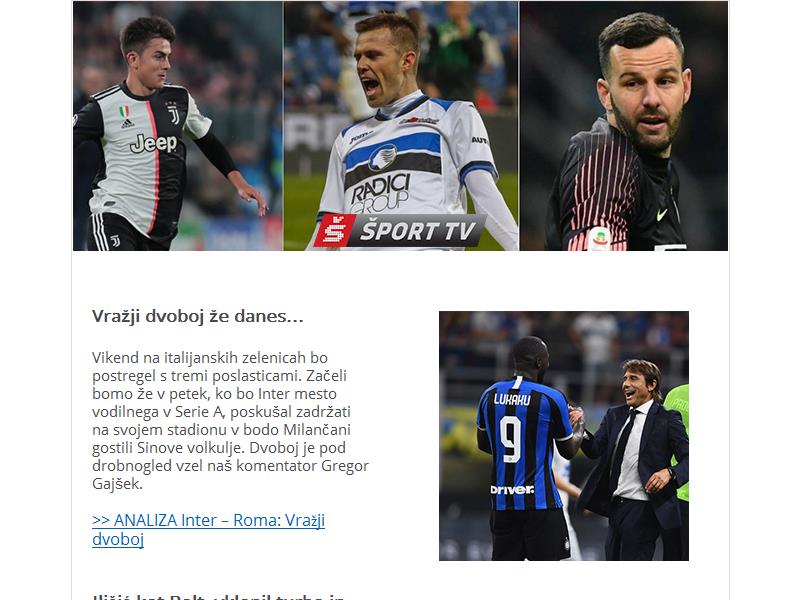 Jeep
RADICI
GROUP
Š ŠPORT TV
Vražji dvoboj že danes...
Vikend na italijanskih zelenicah bo
postregel s tremi poslasticami. Začeli
bomo že v petek, ko bo Inter mesto
vodilnega v Serie A, poskušal zadržati
na svojem stadionu v bodo Milančani
gostili Sinove volkulje. Dvoboj je pod
drobnogled vzel naš komentator Gregor
Gajšek.
>> ANALIZA Inter – Roma: Vražji
dvoboj
LUKAKU
9
Driver.